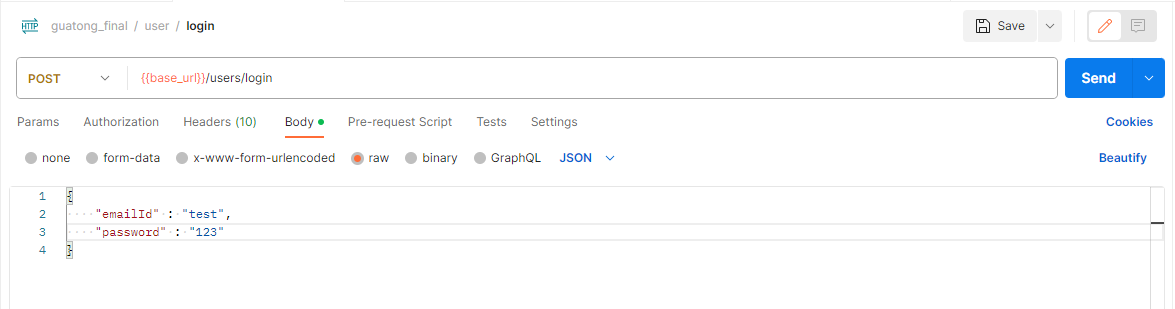 HTTP guatong_final / user / login Save
POST {{base_url}}/users/login Send
Params Authorization Headers (10) Body Pre-request Script Tests Settings Cookies
none form-data x-www-form-urlencoded raw binary GraphQL JSON Beautify
1 {
2 "emailId" : "test",
3 "password" : "123"
4 }